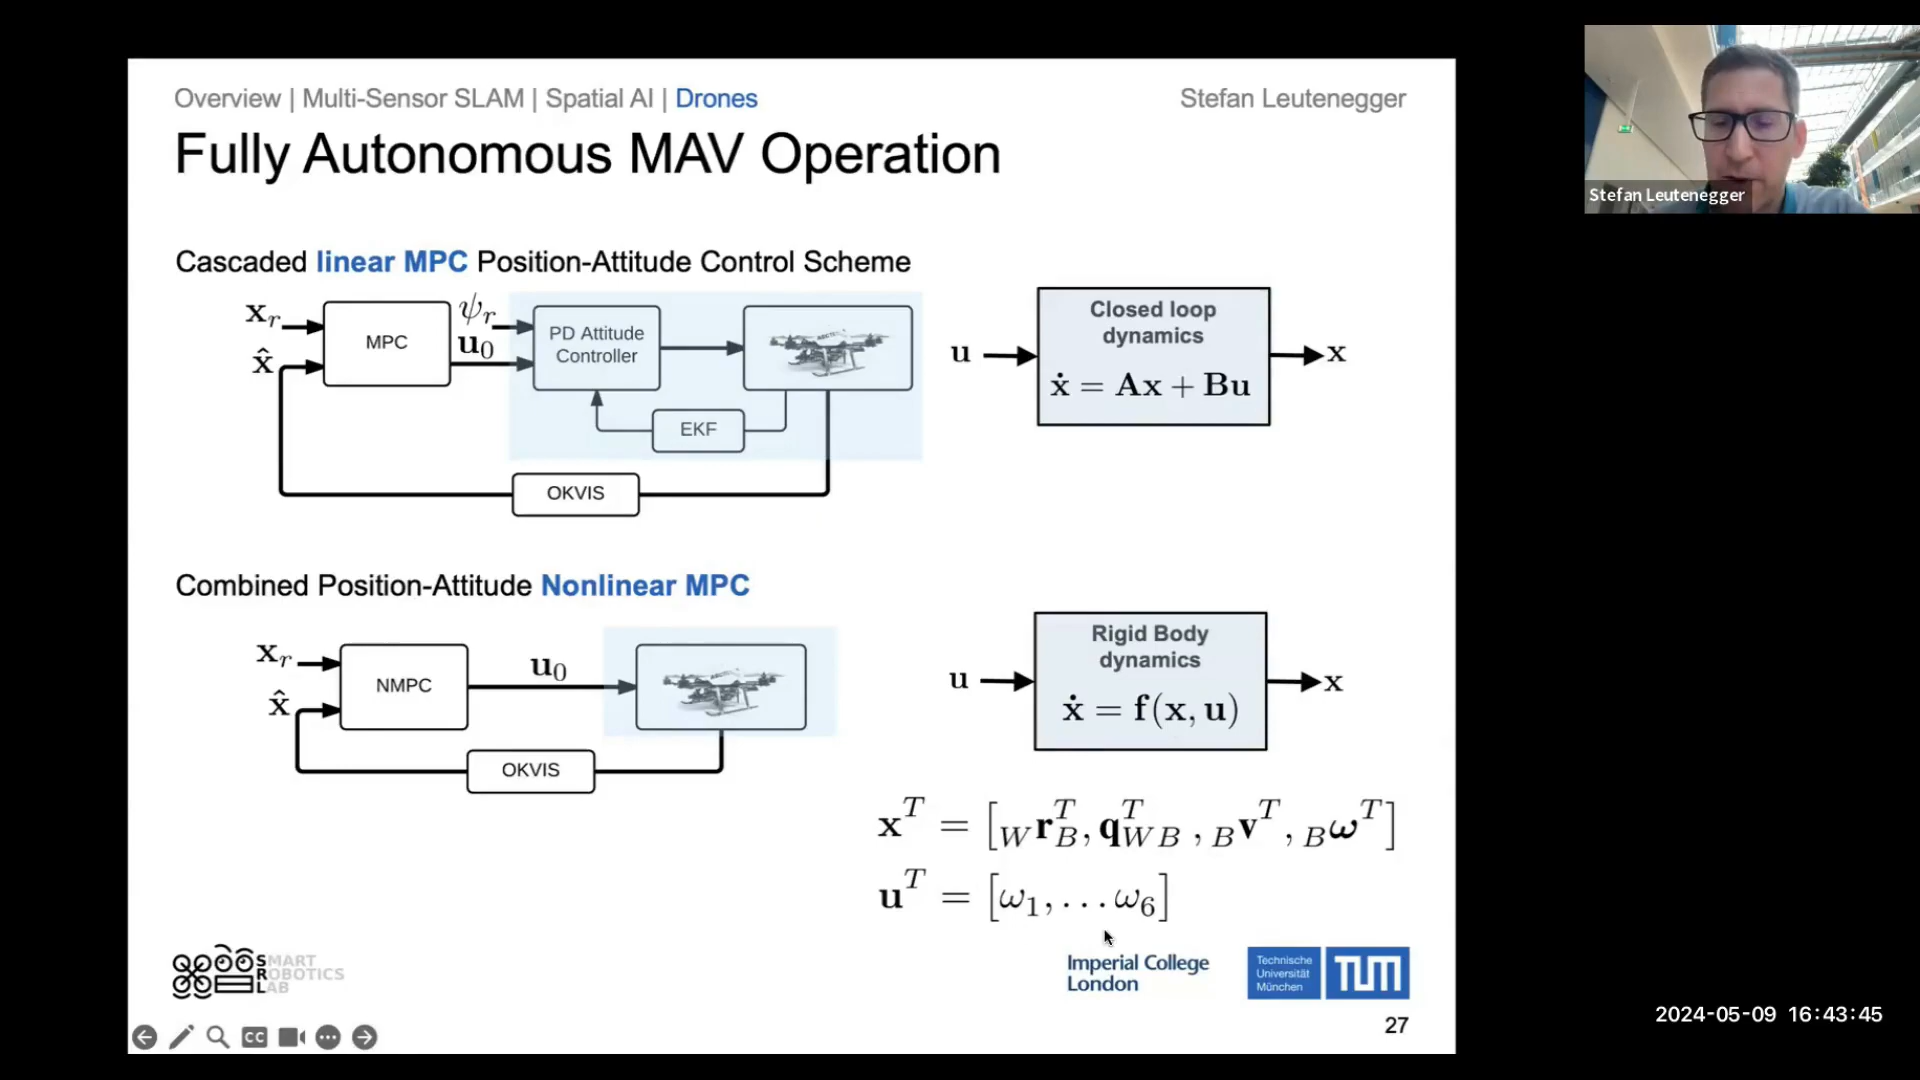 Overview | Multi-Sensor SLAM | Spatial AI | Drones
Stefan Leutenegger
Fully Autonomous MAV Operation
Stefan Leutenegger
Cascaded linear MPC Position-Attitude Control Scheme
x_r
x̂
MPC
ψ_r
u_0
PD Attitude
Controller
EKF
OKVIS
u
Closed loop
dynamics
ẋ = Ax + Bu
x
Combined Position-Attitude Nonlinear MPC
x_r
x̂
NMPC
u_0
OKVIS
u
Rigid Body
dynamics
ẋ = f(x, u)
x
x^T = [_W r_B^T, q_{WB}^T, _B v^T, _B ω^T]
u^T = [ω_1, ... ω_6]
SMART
ROBOTICS
LAB
Imperial College
London
Technische
Universität
München
TUM
27
CC
2024-05-09 16:43:45